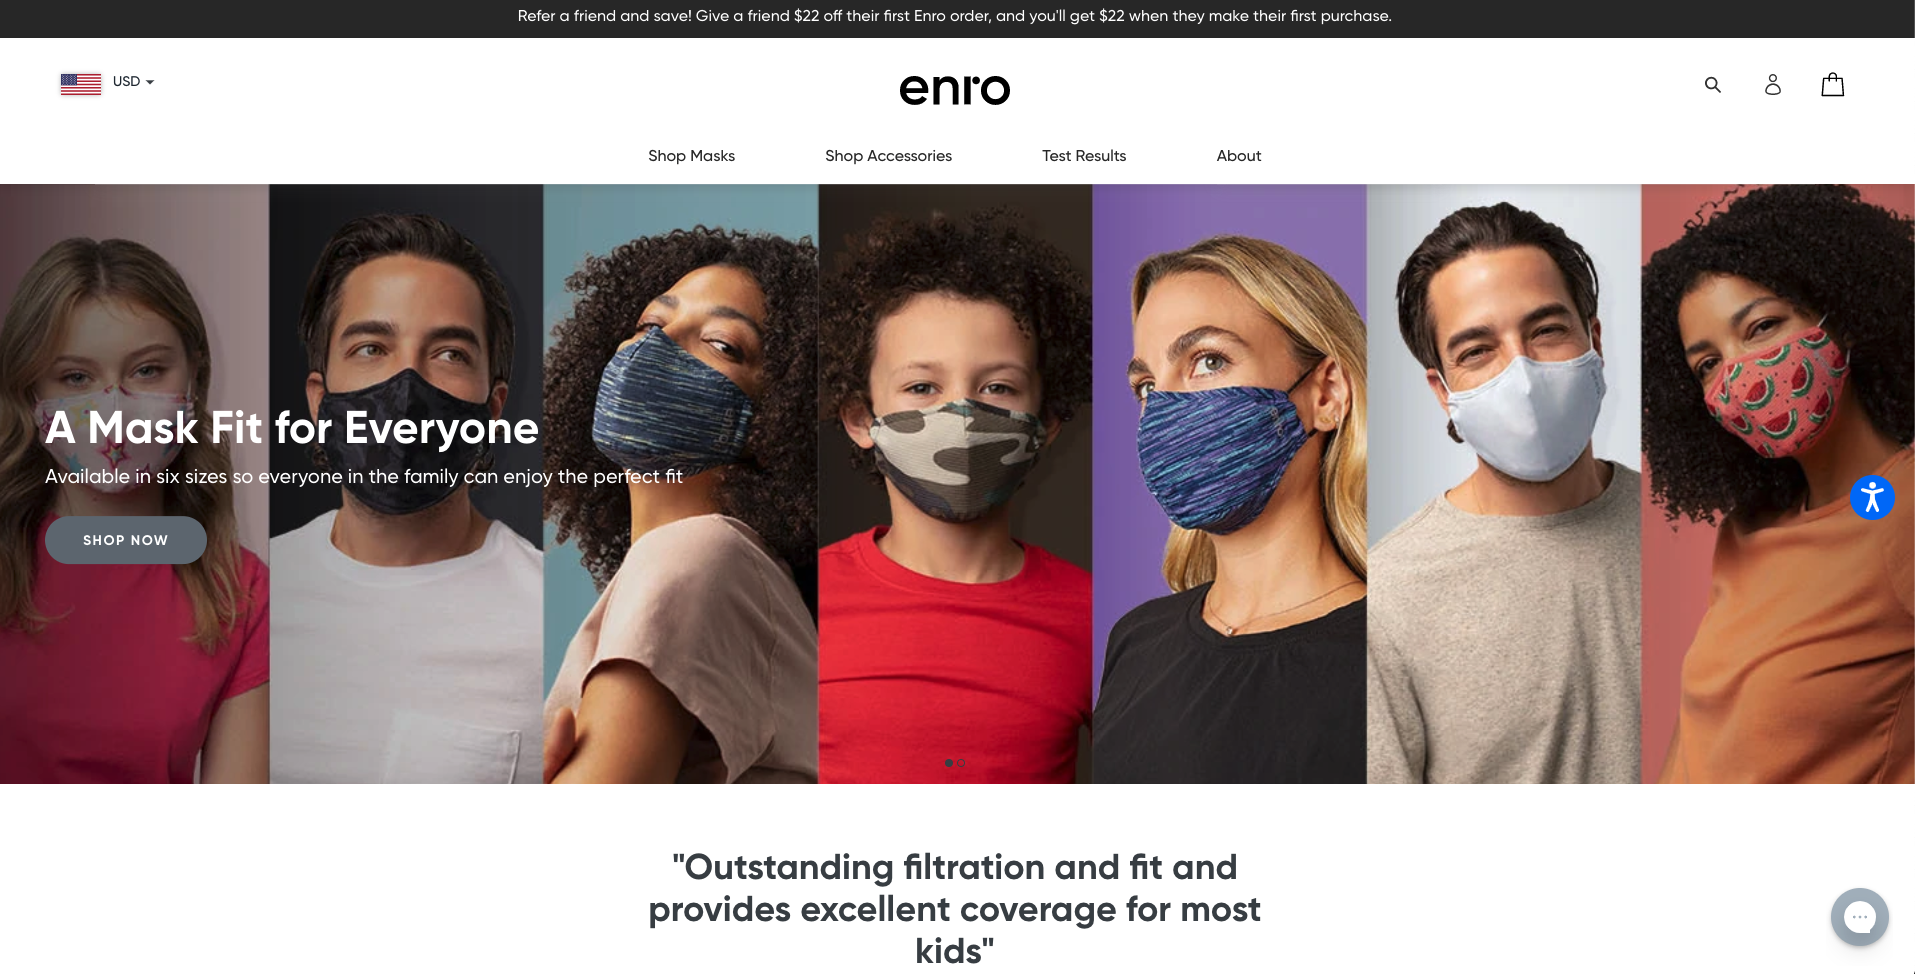 Refer a friend and save! Give a friend $22 off their first Enro order, and you'll get $22 when they make their first purchase.
USD
enro
Shop Masks
Shop Accessories
Test Results
About
A Mask Fit for Everyone
Available in six sizes so everyone in the family can enjoy the perfect fit
SHOP NOW
"Outstanding filtration and fit and
provides excellent coverage for most
kids"